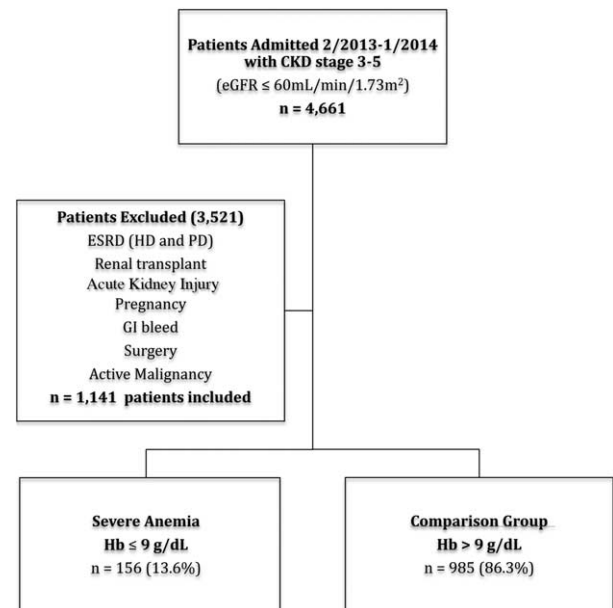 Patients Admitted 2/2013-1/2014
with CKD stage 3-5
(eGFR ≤ 60mL/min/1.73m²)
n = 4,661
Patients Excluded (3,521)
ESRD (HD and PD)
Renal transplant
Acute Kidney Injury
Pregnancy
GI bleed
Surgery
Active Malignancy
n = 1,141 patients included
Severe Anemia
Hb ≤ 9 g/dL
n = 156 (13.6%)
Comparison Group
Hb > 9 g/dL
n = 985 (86.3%)